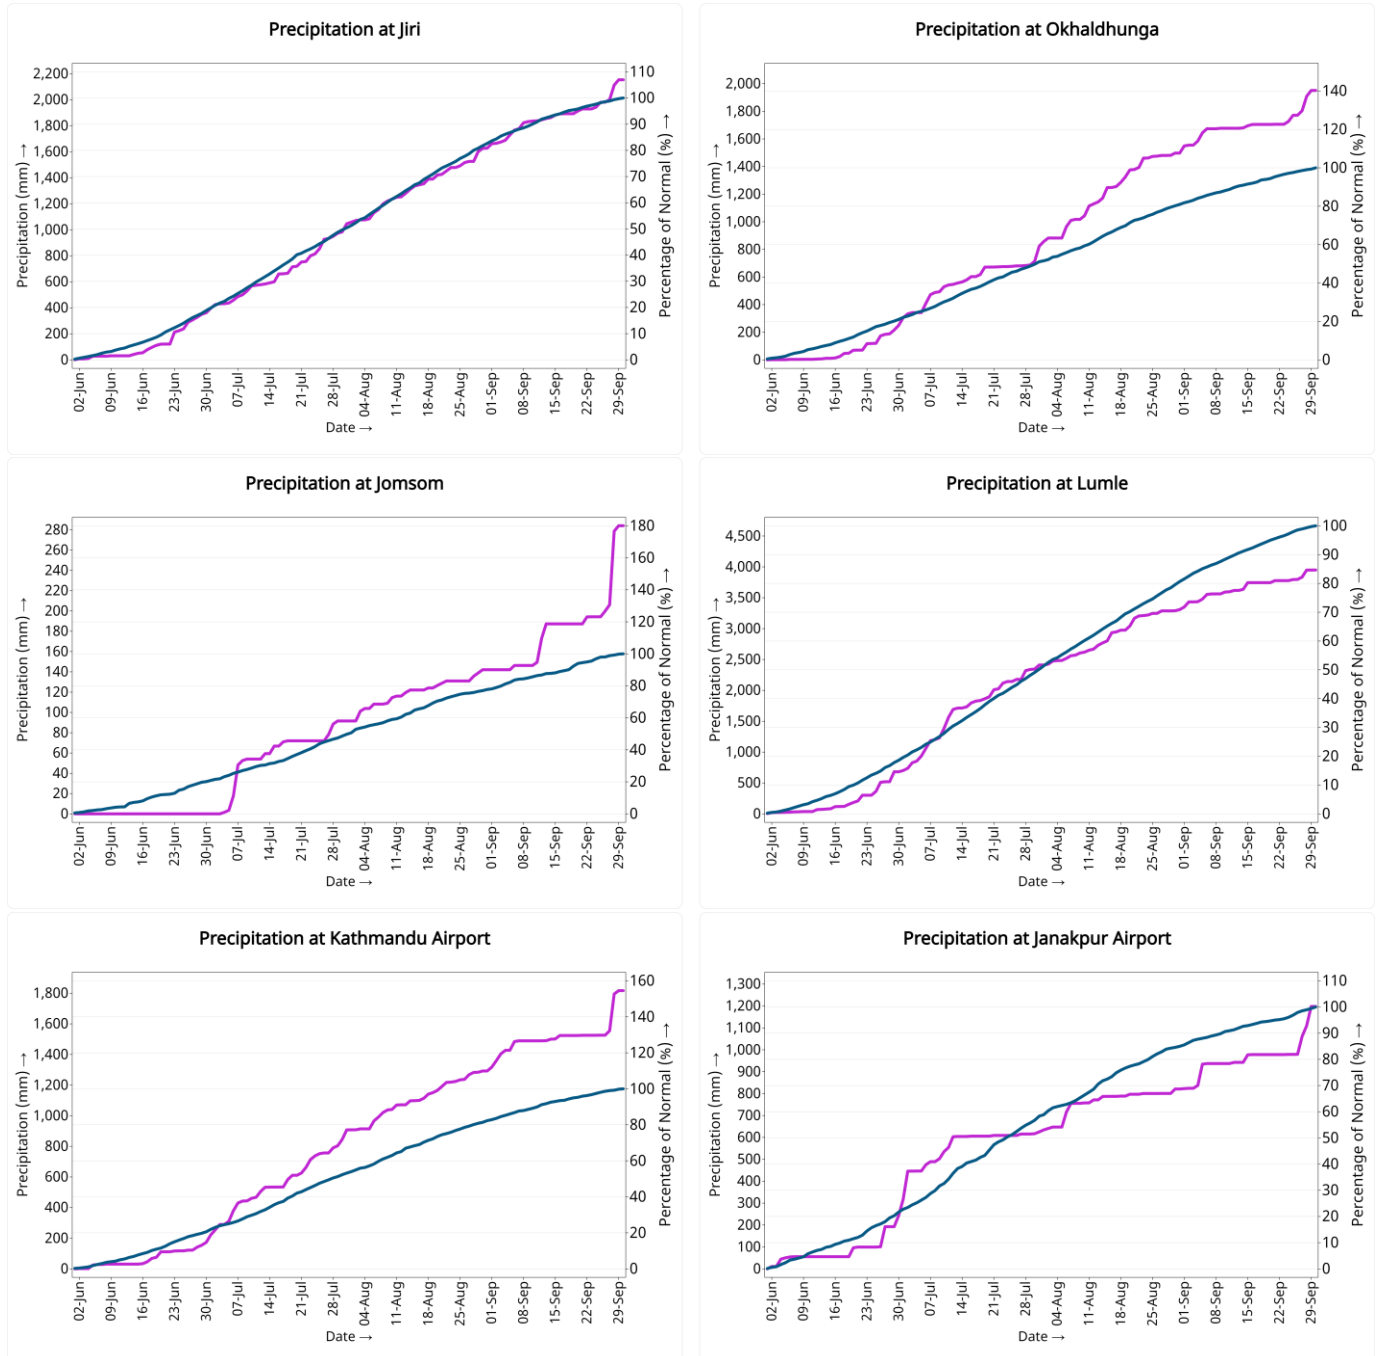 Precipitation at Jiri
Precipitation (mm) →
2,200
2,000
1,800
1,600
1,400
1,200
1,000
800
600
400
200
0
110
100
90
80
70
60
50
40
30
20
10
0
Percentage of Normal (%) →
02-Jun
09-Jun
16-Jun
23-Jun
30-Jun
07-Jul
14-Jul
21-Jul
28-Jul
04-Aug
11-Aug
18-Aug
25-Aug
01-Sep
08-Sep
15-Sep
22-Sep
29-Sep
Date →
Precipitation at Okhaldhunga
Precipitation (mm) →
2,000
1,800
1,600
1,400
1,200
1,000
800
600
400
200
0
140
120
100
80
60
40
20
0
Percentage of Normal (%) →
02-Jun
09-Jun
16-Jun
23-Jun
30-Jun
07-Jul
14-Jul
21-Jul
28-Jul
04-Aug
11-Aug
18-Aug
25-Aug
01-Sep
08-Sep
15-Sep
22-Sep
29-Sep
Date →
Precipitation at Jomsom
Precipitation (mm) →
280
260
240
220
200
180
160
140
120
100
80
60
40
20
0
180
160
140
120
100
80
60
40
20
0
Percentage of Normal (%) →
02-Jun
09-Jun
16-Jun
23-Jun
30-Jun
07-Jul
14-Jul
21-Jul
28-Jul
04-Aug
11-Aug
18-Aug
25-Aug
01-Sep
08-Sep
15-Sep
22-Sep
29-Sep
Date →
Precipitation at Lumle
Precipitation (mm) →
4,500
4,000
3,500
3,000
2,500
2,000
1,500
1,000
500
0
100
90
80
70
60
50
40
30
20
10
0
Percentage of Normal (%) →
02-Jun
09-Jun
16-Jun
23-Jun
30-Jun
07-Jul
14-Jul
21-Jul
28-Jul
04-Aug
11-Aug
18-Aug
25-Aug
01-Sep
08-Sep
15-Sep
22-Sep
29-Sep
Date →
Precipitation at Kathmandu Airport
Precipitation (mm) →
1,800
1,600
1,400
1,200
1,000
800
600
400
200
0
160
140
120
100
80
60
40
20
0
Percentage of Normal (%) →
02-Jun
09-Jun
16-Jun
23-Jun
30-Jun
07-Jul
14-Jul
21-Jul
28-Jul
04-Aug
11-Aug
18-Aug
25-Aug
01-Sep
08-Sep
15-Sep
22-Sep
29-Sep
Date →
Precipitation at Janakpur Airport
Precipitation (mm) →
1,300
1,200
1,100
1,000
900
800
700
600
500
400
300
200
100
0
110
100
90
80
70
60
50
40
30
20
10
0
Percentage of Normal (%) →
02-Jun
09-Jun
16-Jun
23-Jun
30-Jun
07-Jul
14-Jul
21-Jul
28-Jul
04-Aug
11-Aug
18-Aug
25-Aug
01-Sep
08-Sep
15-Sep
22-Sep
29-Sep
Date →